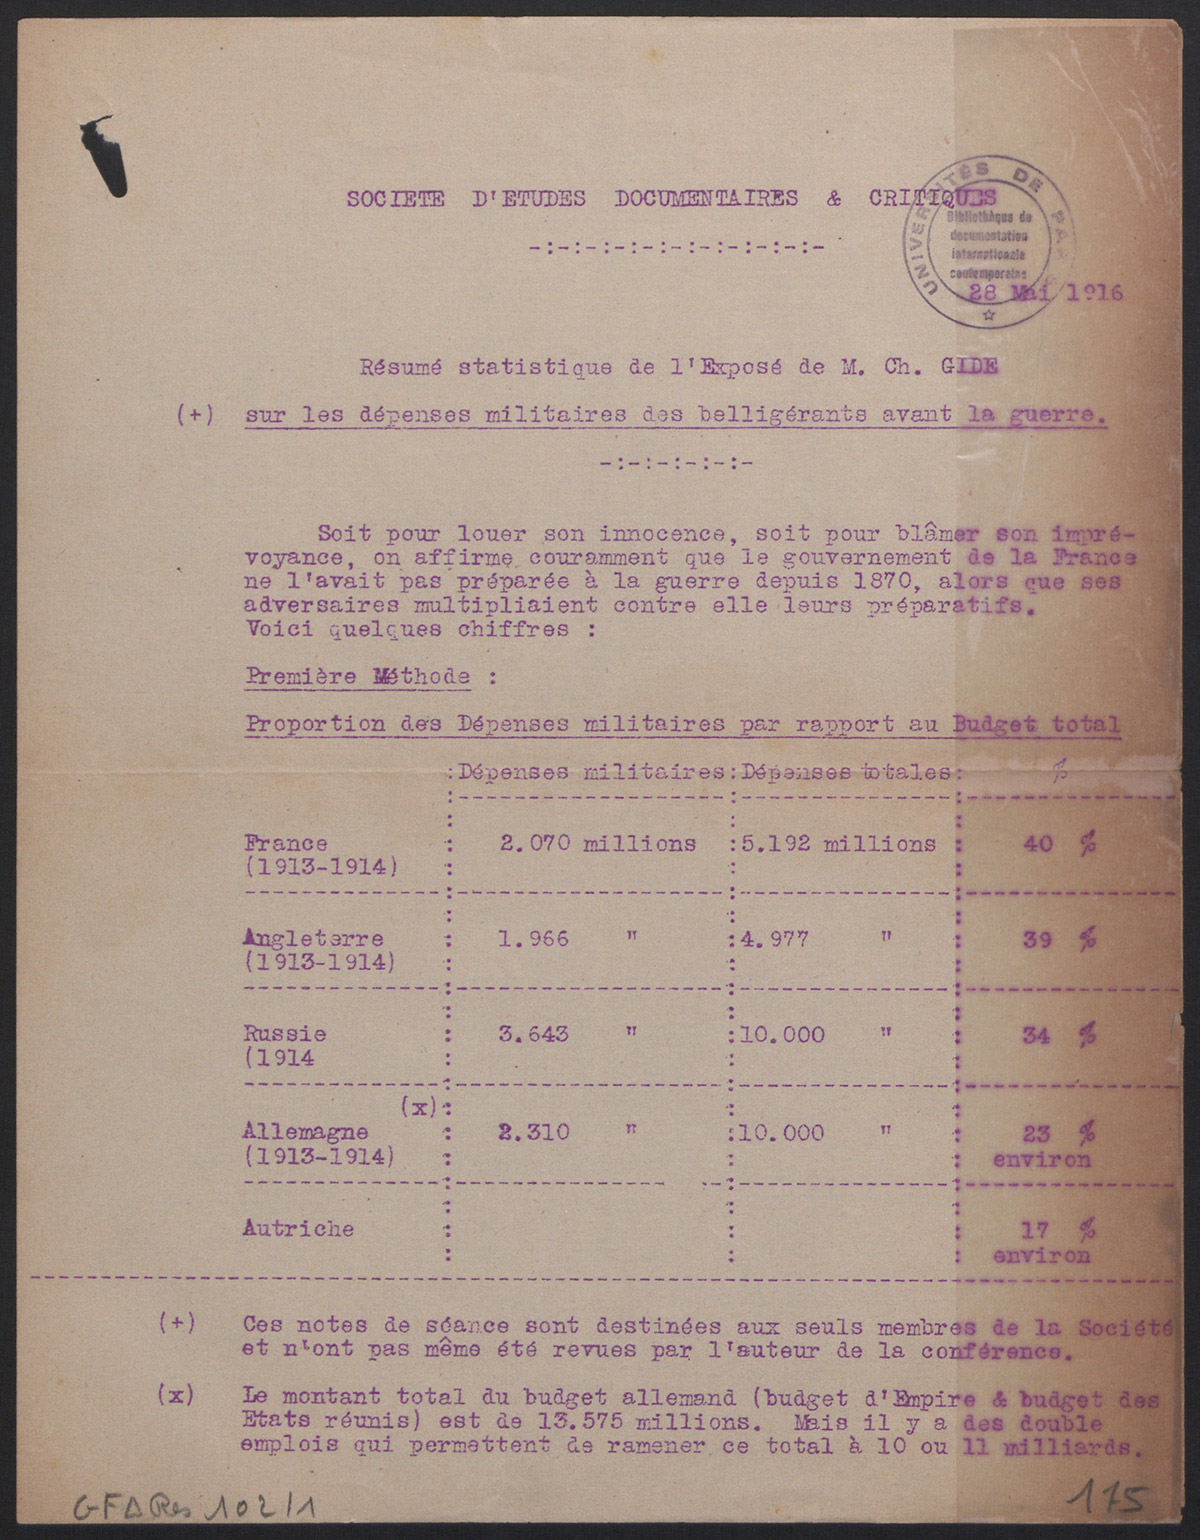 SOCIETE D'ETUDES DOCUMENTAIRES & CRITIQUES
-:-:-:-:-:-:-:-:-:-:-
UNIVERSITÉS DE PARIS
Bibliothèque de
documentation
internationale
contemporaine
28 Mai 1916
Résumé statistique de l'Exposé de M. Ch. GIDE
(+) sur les dépenses militaires des belligérants avant la guerre.
-:-:-:-:-:-
Soit pour louer son innocence, soit pour blâmer son impré-
voyance, on affirme couramment que le gouvernement de la France
ne l'avait pas préparée à la guerre depuis 1870, alors que ses
adversaires multipliaient contre elle leurs préparatifs.
Voici quelques chiffres :
Première Méthode :
Proportion des Dépenses militaires par rapport au Budget total
:Dépenses militaires:Dépenses totales: %
France : 2.070 millions :5.192 millions : 40 %
(1913-1914)
Angleterre : 1.966 " :4.977 " : 39 %
(1913-1914)
Russie : 3.643 " :10.000 " : 34 %
(1914
(x):
Allemagne : 2.310 " :10.000 " : 23 %
(1913-1914) : : : environ
Autriche : : : 17 %
: : : environ
(+) Ces notes de séance sont destinées aux seuls membres de la Société
et n'ont pas même été revues par l'auteur de la conférence.
(x) Le montant total du budget allemand (budget d'Empire & budget des
Etats réunis) est de 13.575 millions. Mais il y a des double
emplois qui permettent de ramener ce total à 10 ou 11 milliards.
GFΔ Res 102/1
175